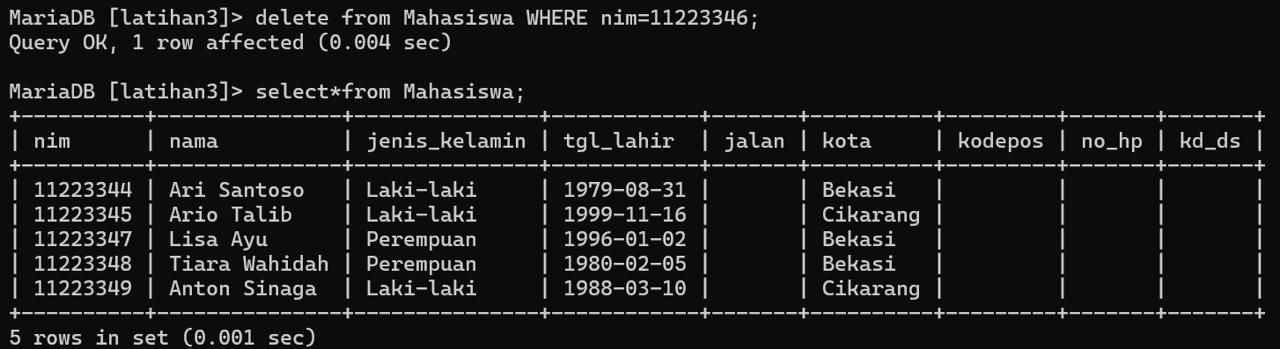 MariaDB [latihan3]> delete from Mahasiswa WHERE nim=11223346;
Query OK, 1 row affected (0.004 sec)

MariaDB [latihan3]> select*from Mahasiswa;
+----------+---------------+---------------+------------+-------+----------+---------+-------+-------+
| nim      | nama          | jenis_kelamin | tgl_lahir  | jalan | kota     | kodepos | no_hp | kd_ds |
+----------+---------------+---------------+------------+-------+----------+---------+-------+-------+
| 11223344 | Ari Santoso   | Laki-laki     | 1979-08-31 |       | Bekasi   |         |       |       |
| 11223345 | Ario Talib    | Laki-laki     | 1999-11-16 |       | Cikarang |         |       |       |
| 11223347 | Lisa Ayu      | Perempuan     | 1996-01-02 |       | Bekasi   |         |       |       |
| 11223348 | Tiara Wahidah | Perempuan     | 1980-02-05 |       | Bekasi   |         |       |       |
| 11223349 | Anton Sinaga  | Laki-laki     | 1988-03-10 |       | Cikarang |         |       |       |
+----------+---------------+---------------+------------+-------+----------+---------+-------+-------+
5 rows in set (0.001 sec)